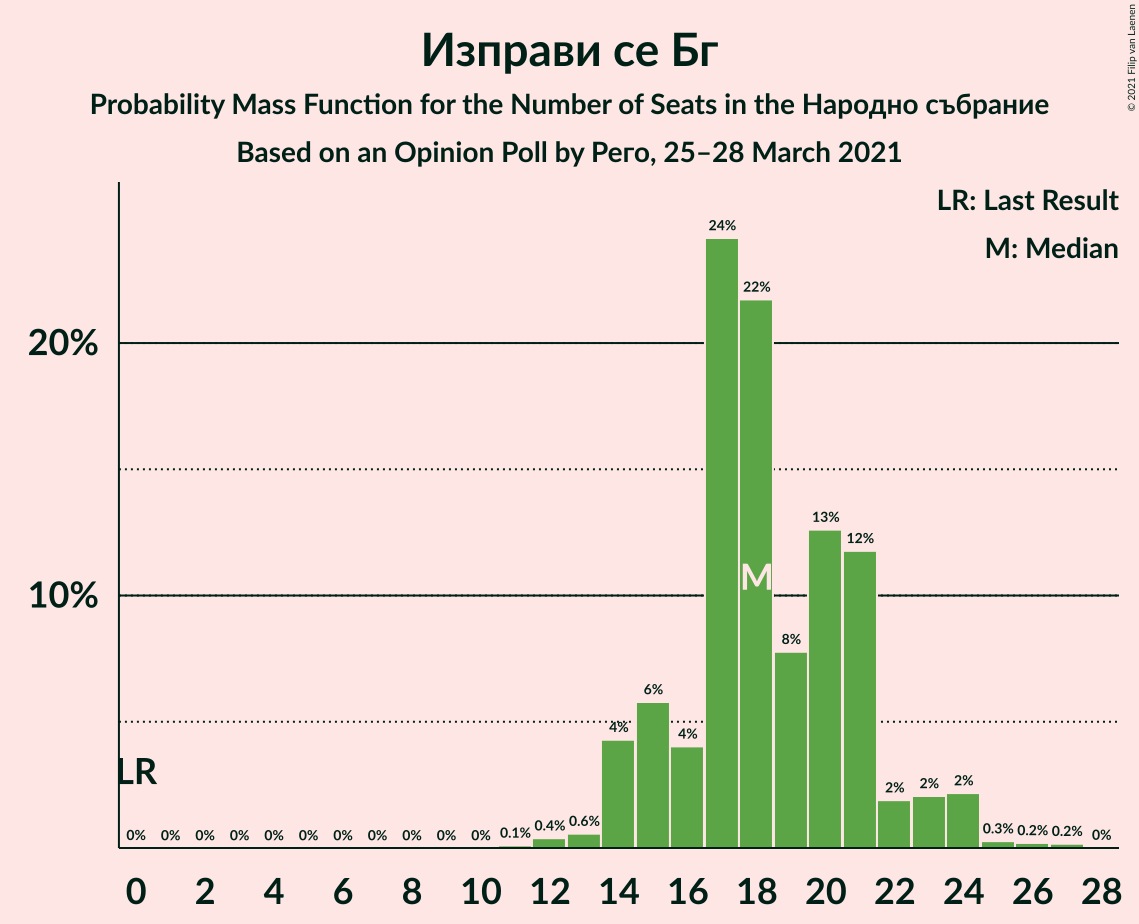 Изправи се Бг
Probability Mass Function for the Number of Seats in the Народно събрание
Based on an Opinion Poll by Рего, 25–28 March 2021
© 2021 Filip van Laenen
LR: Last Result
M: Median
20%
10%
24%
22%
13%
12%
8%
6%
4%
4%
2%
2%
2%
M
LR
0% 0% 0% 0% 0% 0% 0% 0% 0% 0% 0% 0.1% 0.4% 0.6% 0.3% 0.2% 0.2% 0%
0 2 4 6 8 10 12 14 16 18 20 22 24 26 28